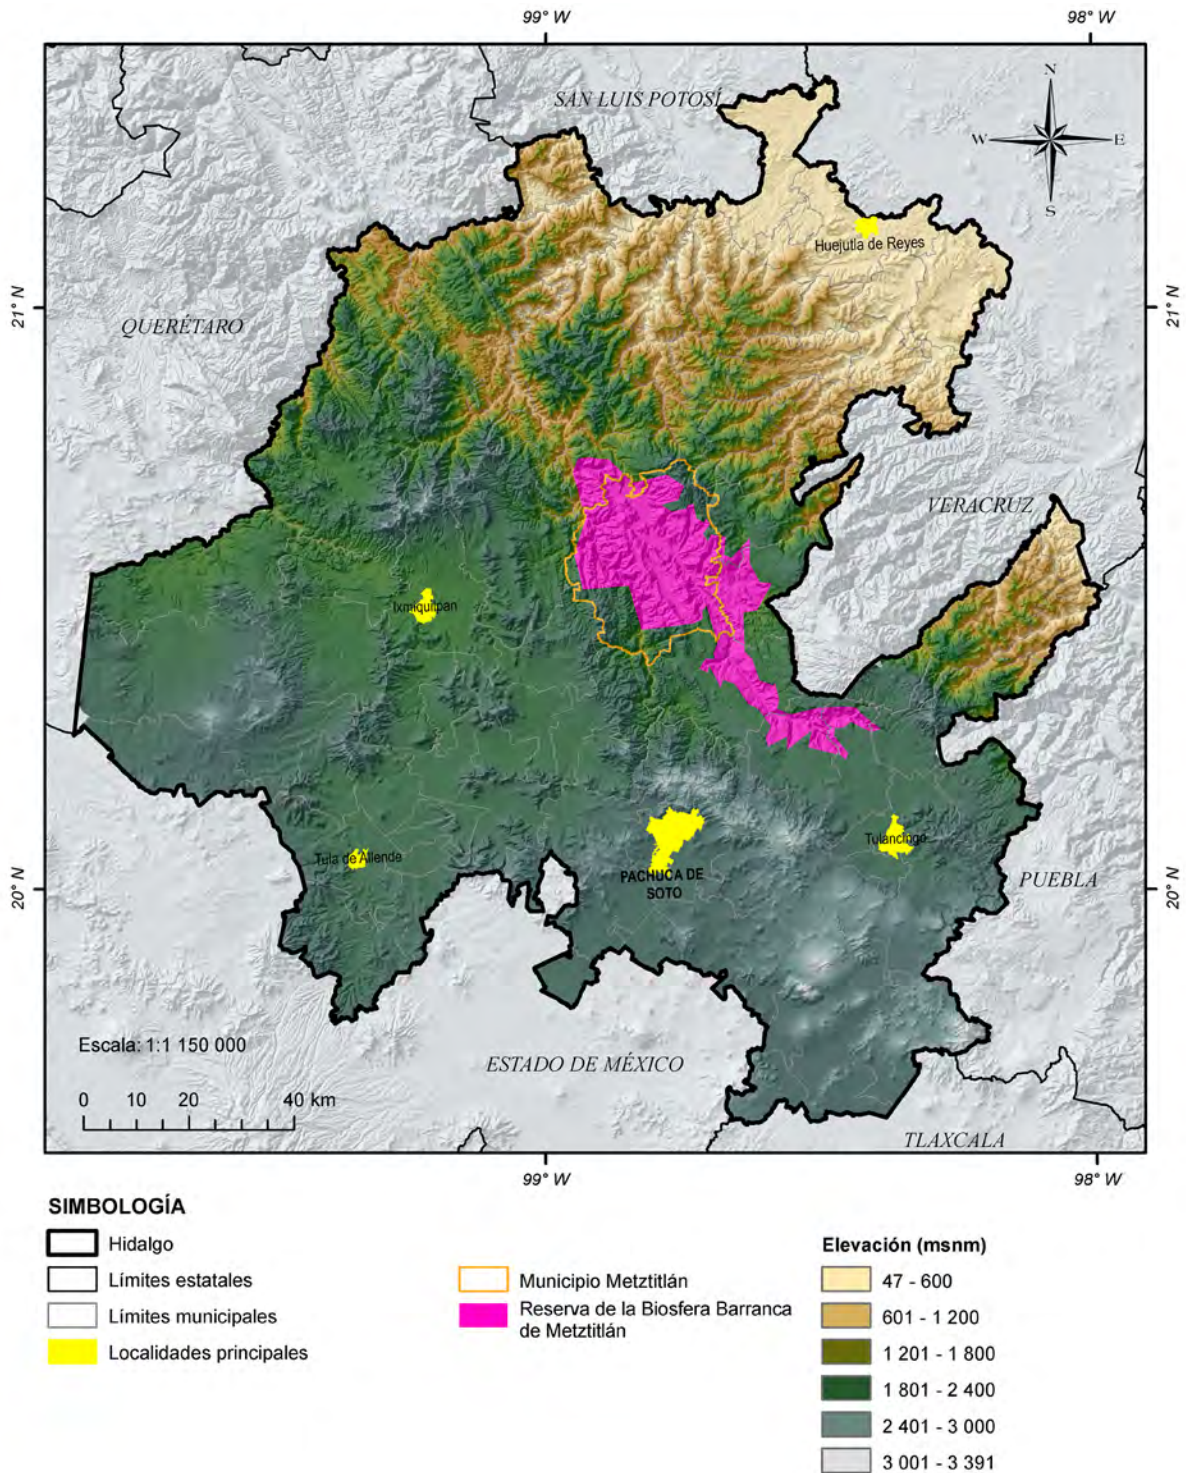 99° W
98° W
SAN LUIS POTOSÍ
N
W
E
S
Huejutla de Reyes
21° N
21° N
QUERÉTARO
VERACRUZ
Ixmiquilpan
Tulancingo
Tula de Allende
PACHUCA DE
SOTO
PUEBLA
20° N
20° N
Escala: 1:1 150 000
ESTADO DE MÉXICO
0 10 20 40 km
TLAXCALA
99° W
98° W
SIMBOLOGÍA
Hidalgo
Límites estatales
Límites municipales
Localidades principales
Municipio Metztitlán
Reserva de la Biosfera Barranca
de Metztitlán
Elevación (msnm)
47 - 600
601 - 1 200
1 201 - 1 800
1 801 - 2 400
2 401 - 3 000
3 001 - 3 391